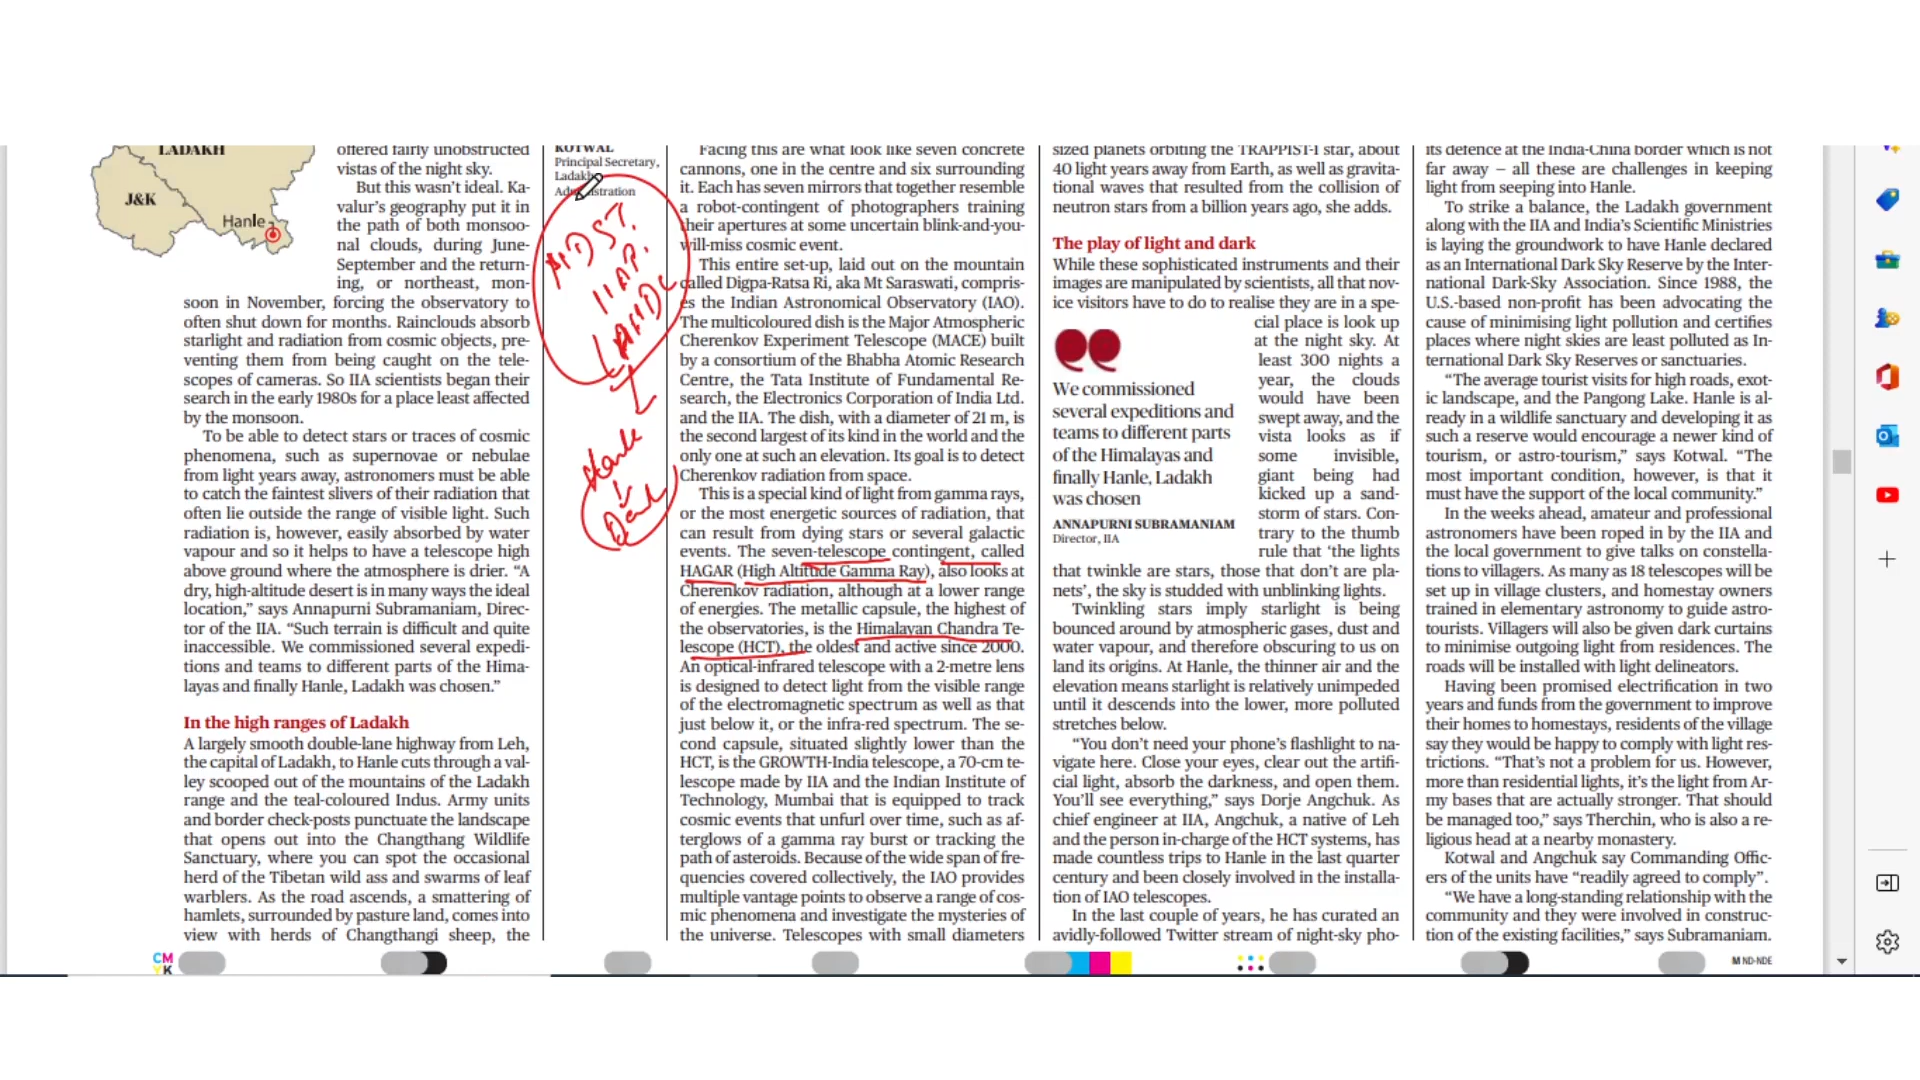 LADAKH
J&K
Hanle
offered fairly unobstructed
vistas of the night sky.
But this wasn't ideal. Ka-
valur's geography put it in
the path of both monsoo-
nal clouds, during June-
September and the return-
ing, or northeast, mon-
soon in November, forcing the observatory to
often shut down for months. Rainclouds absorb
starlight and radiation from cosmic objects, pre-
venting them from being caught on the tele-
scopes of cameras. So IIA scientists began their
search in the early 1980s for a place least affected
by the monsoon.
To be able to detect stars or traces of cosmic
phenomena, such as supernovae or nebulae
from light years away, astronomers must be able
to catch the faintest slivers of their radiation that
often lie outside the range of visible light. Such
radiation is, however, easily absorbed by water
vapour and so it helps to have a telescope high
above ground where the atmosphere is drier. “A
dry, high-altitude desert is in many ways the ideal
location,” says Annapurni Subramaniam, Direc-
tor of the IIA. “Such terrain is difficult and quite
inaccessible. We commissioned several expedi-
tions and teams to different parts of the Hima-
layas and finally Hanle, Ladakh was chosen.”
In the high ranges of Ladakh
A largely smooth double-lane highway from Leh,
the capital of Ladakh, to Hanle cuts through a val-
ley scooped out of the mountains of the Ladakh
range and the teal-coloured Indus. Army units
and border check-posts punctuate the landscape
that opens out into the Changthang Wildlife
Sanctuary, where you can spot the occasional
herd of the Tibetan wild ass and swarms of leaf
warblers. As the road ascends, a smattering of
hamlets, surrounded by pasture land, comes into
view with herds of Changthangi sheep, the
KOTWAL
Principal Secretary,
Ladakh
Administration
ST.
Hanle
Facing this are what look like seven concrete
cannons, one in the centre and six surrounding
it. Each has seven mirrors that together resemble
a robot-contingent of photographers training
their apertures at some uncertain blink-and-you-
will-miss cosmic event.
This entire set-up, laid out on the mountain
called Digpa-Ratsa Ri, aka Mt Saraswati, compris-
es the Indian Astronomical Observatory (IAO).
The multicoloured dish is the Major Atmospheric
Cherenkov Experiment Telescope (MACE) built
by a consortium of the Bhabha Atomic Research
Centre, the Tata Institute of Fundamental Re-
search, the Electronics Corporation of India Ltd.
and the IIA. The dish, with a diameter of 21 m, is
the second largest of its kind in the world and the
only one at such an elevation. Its goal is to detect
Cherenkov radiation from space.
This is a special kind of light from gamma rays,
or the most energetic sources of radiation, that
can result from dying stars or several galactic
events. The seven-telescope contingent, called
HAGAR (High Altitude Gamma Ray), also looks at
Cherenkov radiation, although at a lower range
of energies. The metallic capsule, the highest of
the observatories, is the Himalayan Chandra Te-
lescope (HCT), the oldest and active since 2000.
An optical-infrared telescope with a 2-metre lens
is designed to detect light from the visible range
of the electromagnetic spectrum as well as that
just below it, or the infra-red spectrum. The se-
cond capsule, situated slightly lower than the
HCT, is the GROWTH-India telescope, a 70-cm te-
lescope made by IIA and the Indian Institute of
Technology, Mumbai that is equipped to track
cosmic events that unfurl over time, such as af-
terglows of a gamma ray burst or tracking the
path of asteroids. Because of the wide span of fre-
quencies covered collectively, the IAO provides
multiple vantage points to observe a range of cos-
mic phenomena and investigate the mysteries of
the universe. Telescopes with small diameters
sized planets orbiting the TRAPPIST-1 star, about
40 light years away from Earth, as well as gravita-
tional waves that resulted from the collision of
neutron stars from a billion years ago, she adds.
The play of light and dark
While these sophisticated instruments and their
images are manipulated by scientists, all that nov-
ice visitors have to do to realise they are in a spe-
cial place is look up
at the night sky. At
least 300 nights a
year, the clouds
would have been
swept away, and the
vista looks as if
some invisible,
giant being had
kicked up a sand-
storm of stars. Con-
trary to the thumb
rule that ‘the lights
We commissioned
several expeditions and
teams to different parts
of the Himalayas and
finally Hanle, Ladakh
was chosen
ANNAPURNI SUBRAMANIAM
Director, IIA
that twinkle are stars, those that don't are pla-
nets’, the sky is studded with unblinking lights.
Twinkling stars imply starlight is being
bounced around by atmospheric gases, dust and
water vapour, and therefore obscuring to us on
land its origins. At Hanle, the thinner air and the
elevation means starlight is relatively unimpeded
until it descends into the lower, more polluted
stretches below.
“You don't need your phone's flashlight to na-
vigate here. Close your eyes, clear out the artifi-
cial light, absorb the darkness, and open them.
You'll see everything,” says Dorje Angchuk. As
chief engineer at IIA, Angchuk, a native of Leh
and the person in-charge of the HCT systems, has
made countless trips to Hanle in the last quarter
century and been closely involved in the installa-
tion of IAO telescopes.
In the last couple of years, he has curated an
avidly-followed Twitter stream of night-sky pho-
its defence at the India-China border which is not
far away – all these are challenges in keeping
light from seeping into Hanle.
To strike a balance, the Ladakh government
along with the IIA and India's Scientific Ministries
is laying the groundwork to have Hanle declared
as an International Dark Sky Reserve by the Inter-
national Dark-Sky Association. Since 1988, the
U.S.-based non-profit has been advocating the
cause of minimising light pollution and certifies
places where night skies are least polluted as In-
ternational Dark Sky Reserves or sanctuaries.
“The average tourist visits for high roads, exot-
ic landscape, and the Pangong Lake. Hanle is al-
ready in a wildlife sanctuary and developing it as
such a reserve would encourage a newer kind of
tourism, or astro-tourism,” says Kotwal. “The
most important condition, however, is that it
must have the support of the local community.”
In the weeks ahead, amateur and professional
astronomers have been roped in by the IIA and
the local government to give talks on constella-
tions to villagers. As many as 18 telescopes will be
set up in village clusters, and homestay owners
trained in elementary astronomy to guide astro-
tourists. Villagers will also be given dark curtains
to minimise outgoing light from residences. The
roads will be installed with light delineators.
Having been promised electrification in two
years and funds from the government to improve
their homes to homestays, residents of the village
say they would be happy to comply with light res-
trictions. “That's not a problem for us. However,
more than residential lights, it's the light from Ar-
my bases that are actually stronger. That should
be managed too,” says Therchin, who is also a re-
ligious head at a nearby monastery.
Kotwal and Angchuk say Commanding Offic-
ers of the units have “readily agreed to comply”.
“We have a long-standing relationship with the
community and they were involved in construc-
tion of the existing facilities,” says Subramaniam.
CM
YK
M ND-NDE